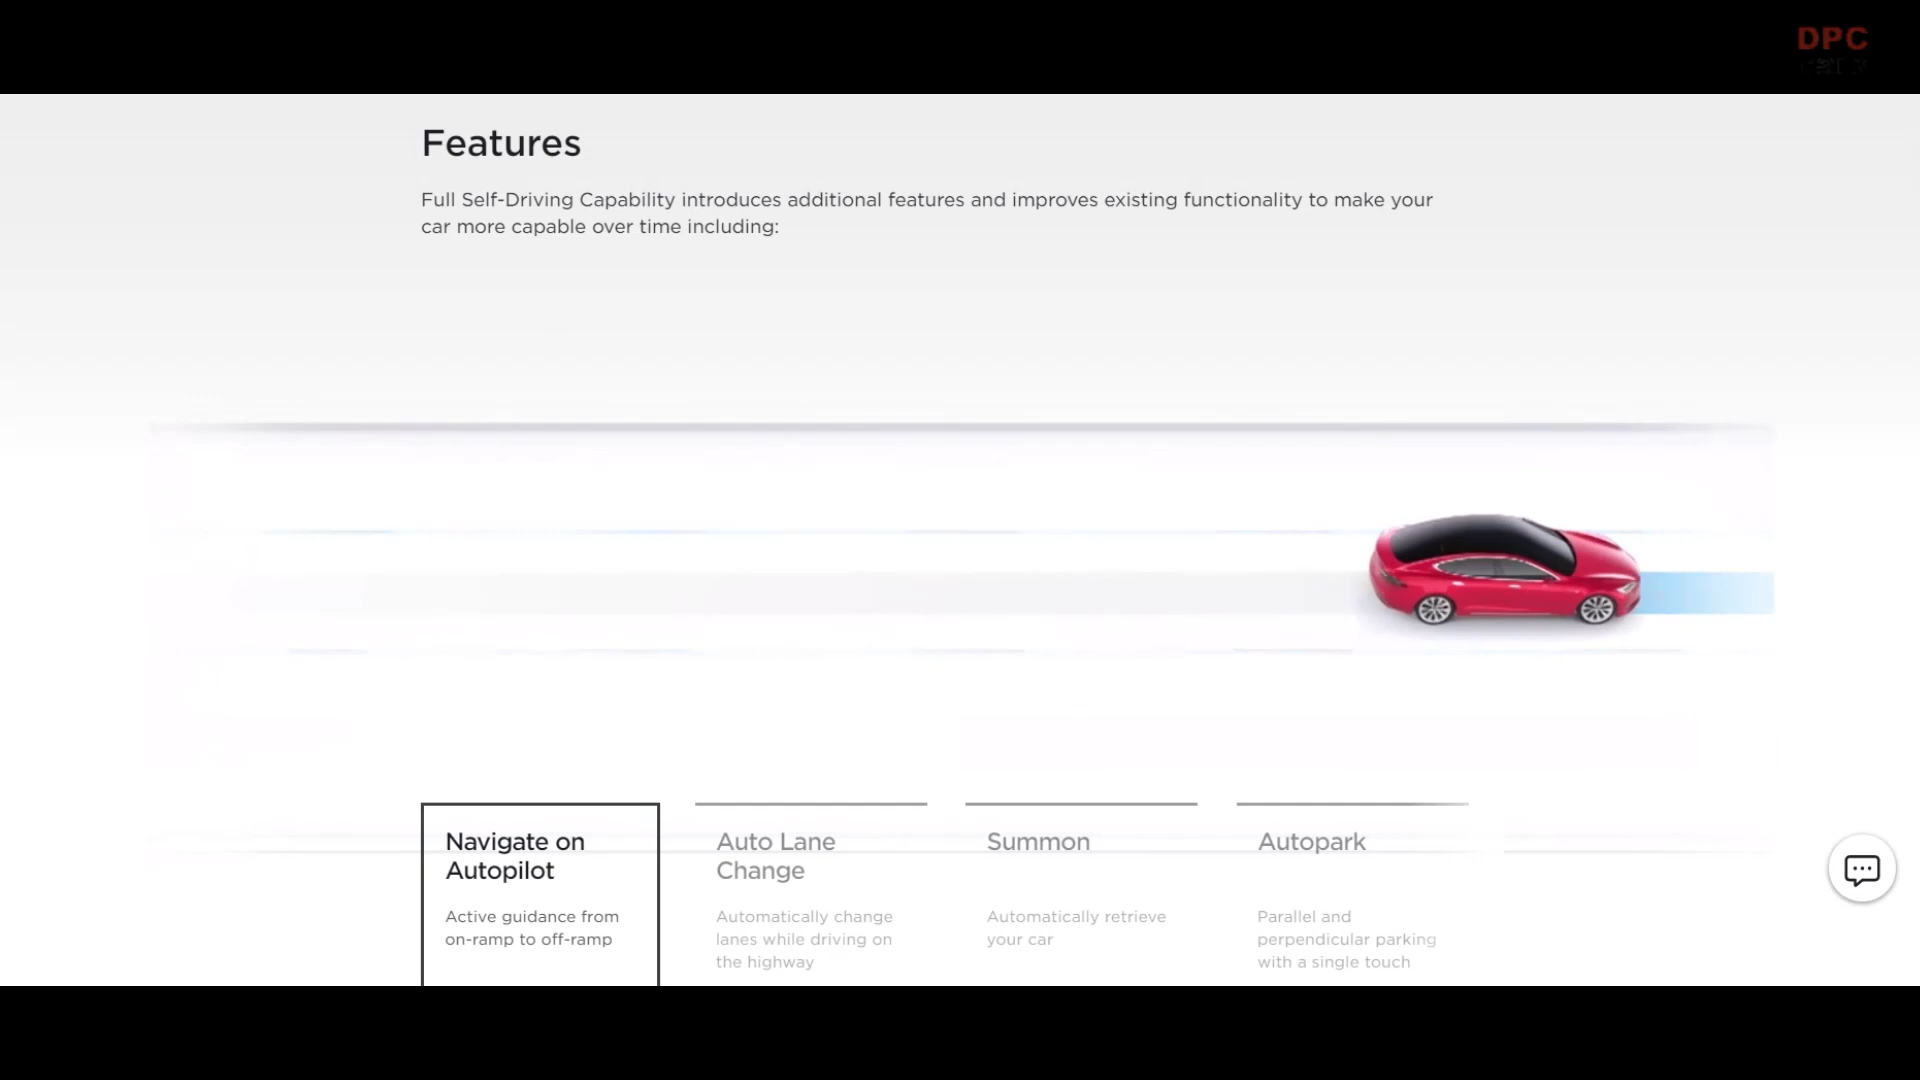 DPC
Features
Full Self-Driving Capability introduces additional features and improves existing functionality to make your
car more capable over time including:
Navigate on
Autopilot
Active guidance from
on-ramp to off-ramp
Auto Lane
Change
Automatically change
lanes while driving on
the highway
Summon
Automatically retrieve
your car
Autopark
Parallel and
perpendicular parking
with a single touch